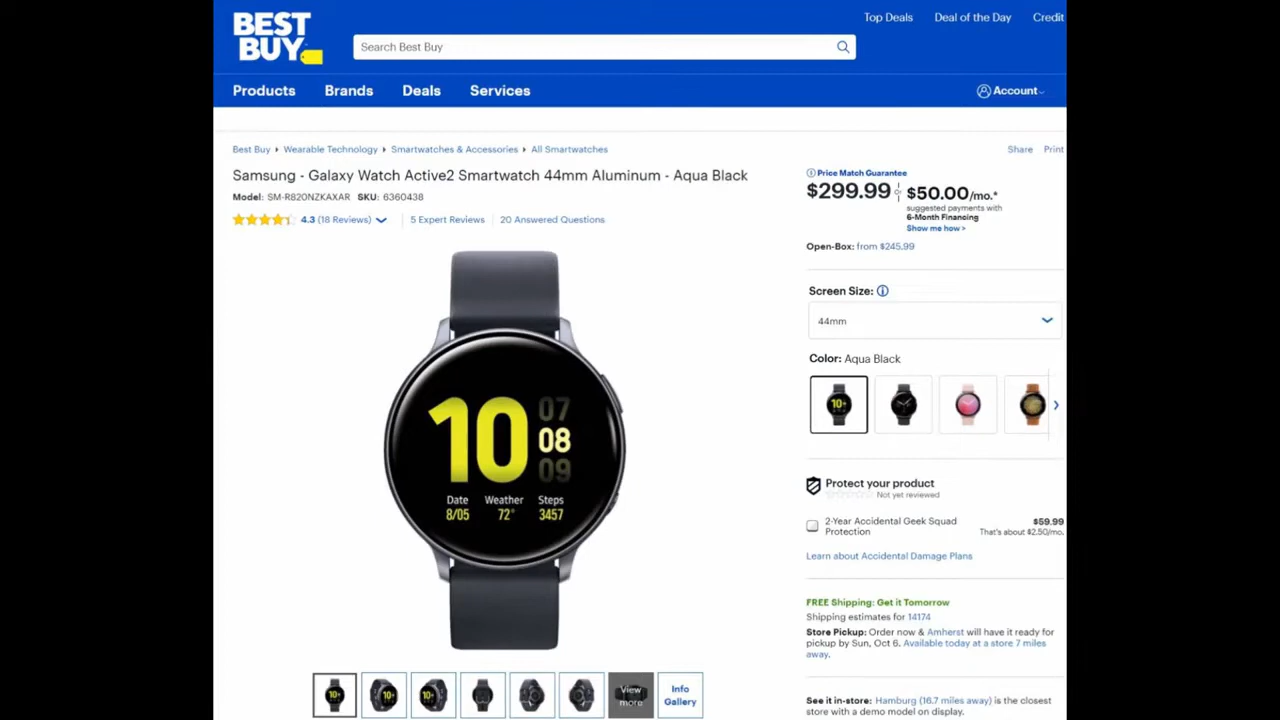 BEST
BUY
Search Best Buy
Top Deals
Deal of the Day
Credit
Products
Brands
Deals
Services
Account
Best Buy
Wearable Technology
Smartwatches & Accessories
All Smartwatches
Share
Print
Samsung - Galaxy Watch Active2 Smartwatch 44mm Aluminum - Aqua Black
Model: SM-R820NZKAXAR SKU: 6360438
4.3 (18 Reviews)
5 Expert Reviews
20 Answered Questions
10
07
08
09
Date
Weather
Steps
8/05
72°
3457
View
more
Info
Gallery
Price Match Guarantee
$299.99
or
$50.00/mo.*
suggested payments with
6-Month Financing
Show me how >
Open-Box: from $245.99
Screen Size:
44mm
Color: Aqua Black
Protect your product
Not yet reviewed
2-Year Accidental Geek Squad
Protection
$59.99
That's about $2.50/mo.
Learn about Accidental Damage Plans
FREE Shipping: Get it Tomorrow
Shipping estimates for 14174
Store Pickup: Order now & Amherst will have it ready for
pickup by Sun, Oct 6. Available today at a store 7 miles
away.
See it in-store: Hamburg (16.7 miles away) is the closest
store with a demo model on display.